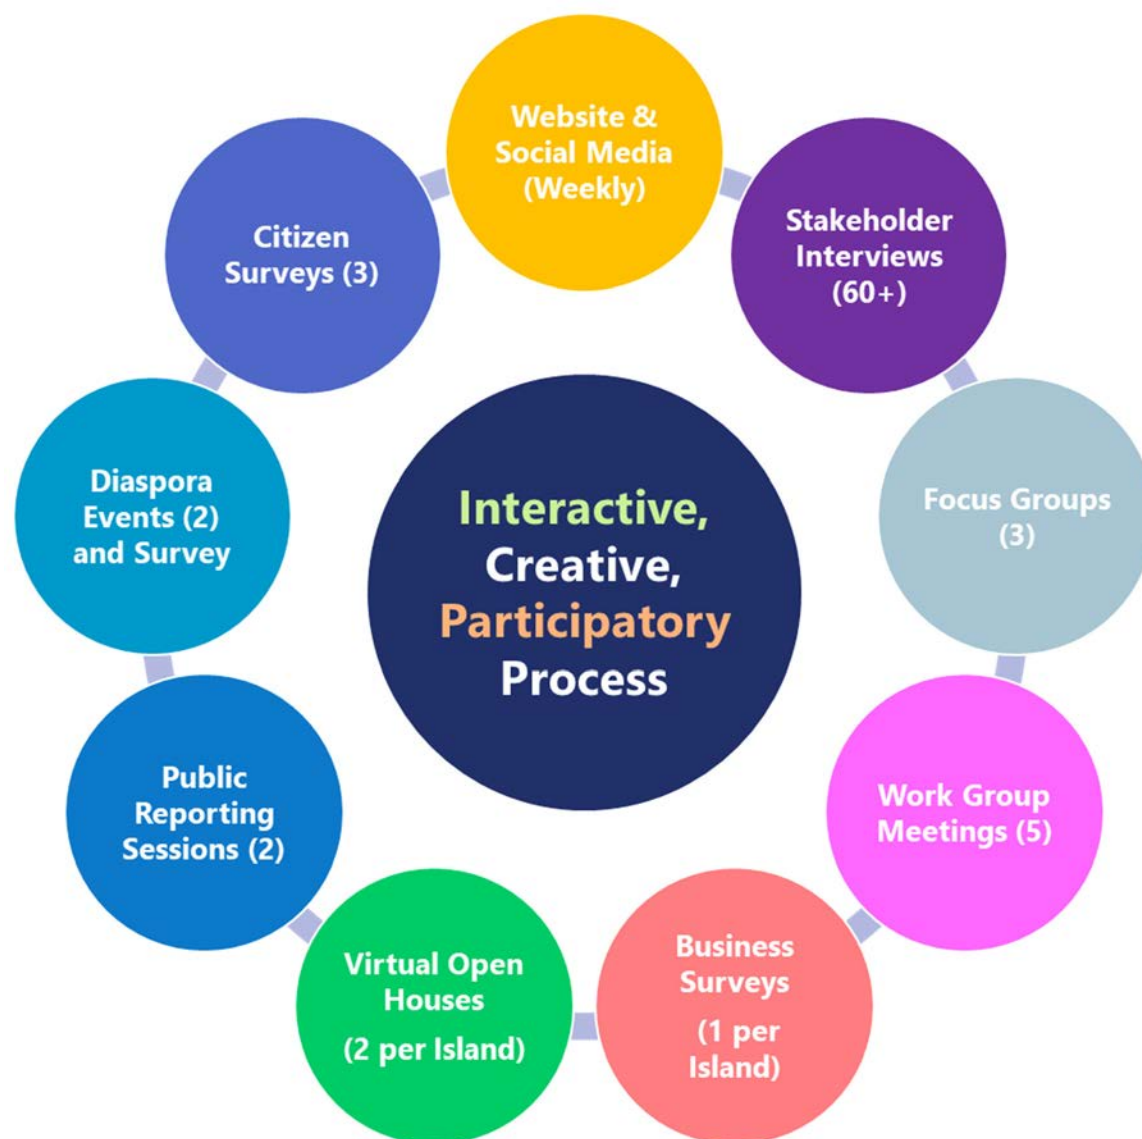 Website &
Social Media
(Weekly)
Stakeholder
Interviews
(60+)
Focus Groups
(3)
Work Group
Meetings (5)
Business
Surveys
(1 per
Island)
Virtual Open
Houses
(2 per Island)
Public
Reporting
Sessions (2)
Diaspora
Events (2)
and Survey
Citizen
Surveys (3)
Interactive,
Creative,
Participatory
Process